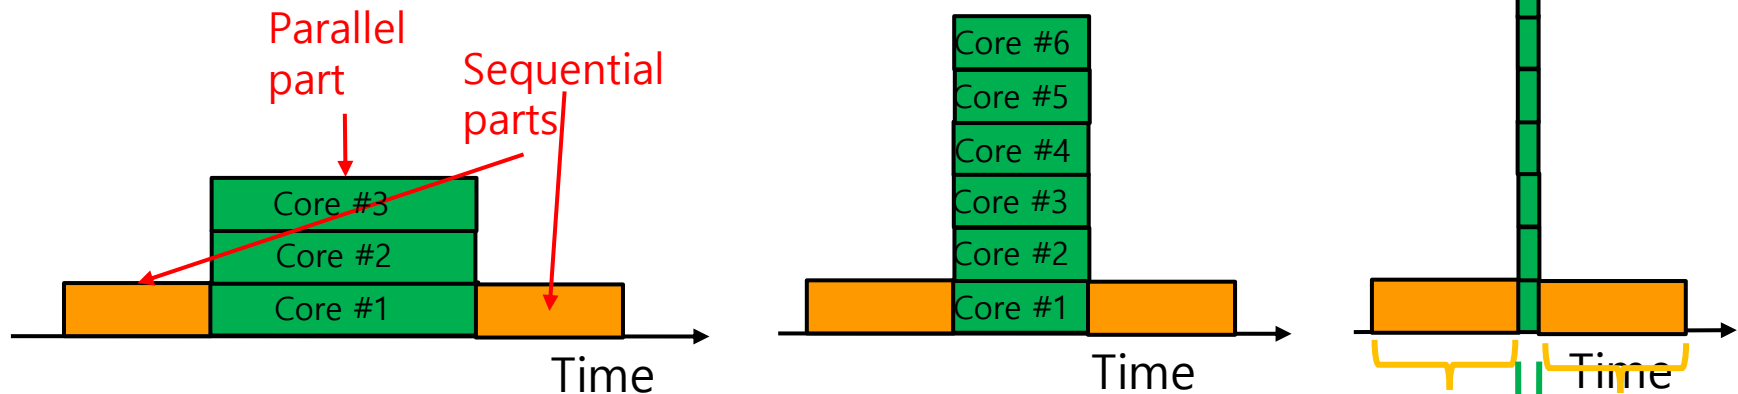 Parallel
part
Sequential
parts
Core #3
Core #2
Core #1
Time
Core #6
Core #5
Core #4
Core #3
Core #2
Core #1
Time
Time